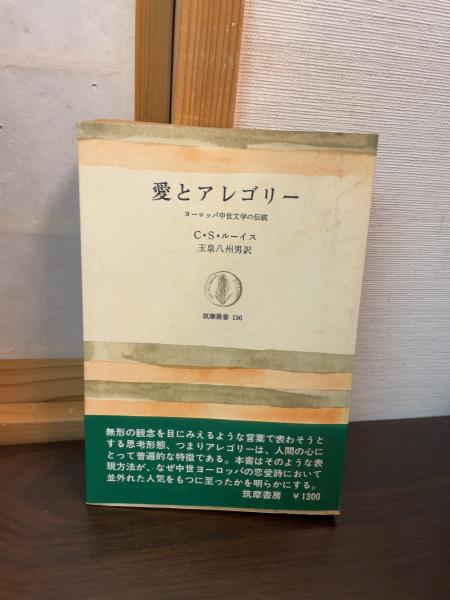 愛とアレゴリー
ヨーロッパ中世文学の伝統
C・S・ルーイス
玉泉八州男訳
筑摩叢書 196
無形の観念を目にみえるような言葉で表わそうと
する思考形態、つまりアレゴリーは、人間の心に
とって普遍的な特徴である。本書はそのような表
現方法が、なぜ中世ヨーロッパの恋愛詩において
並外れた人気をもつに至ったかを明らかにする。
筑摩書房 ￥1300